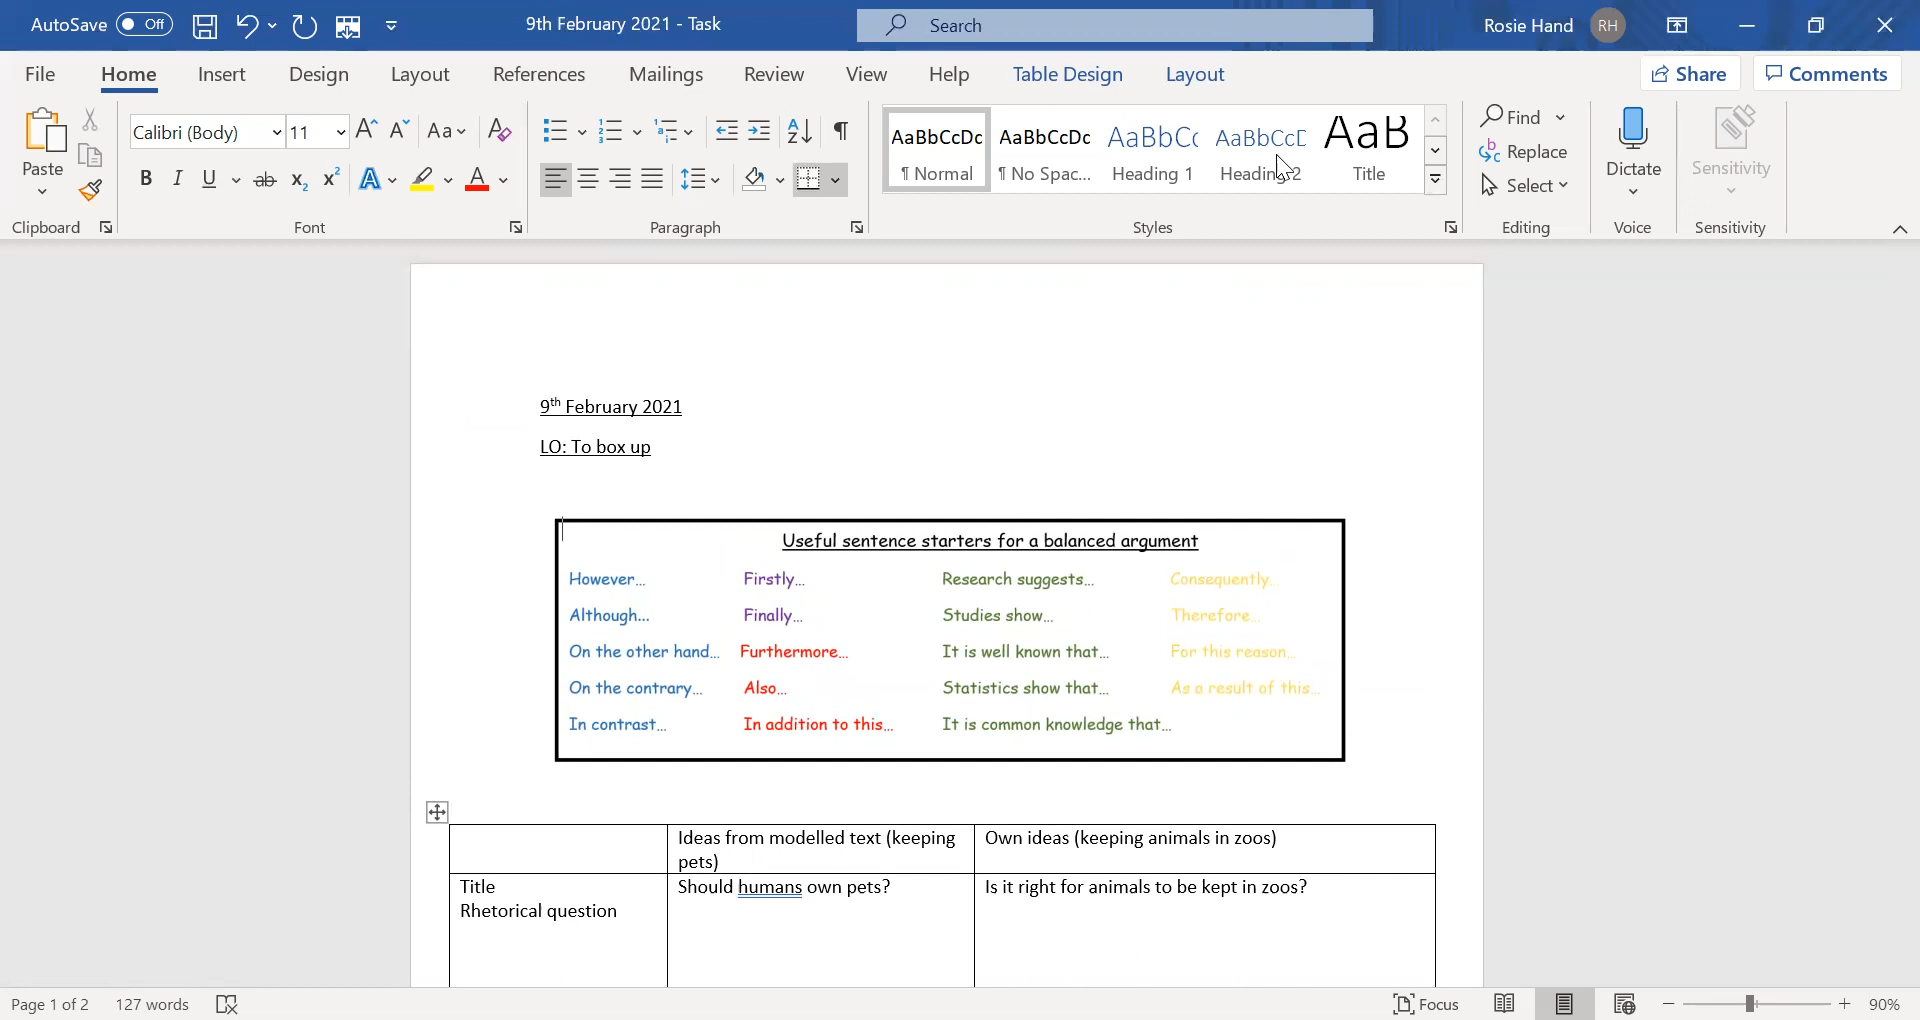 AutoSave Off 9th February 2021 - Task Search Rosie Hand RH
File Home Insert Design Layout References Mailings Review View Help Table Design Layout Share Comments
Paste Calibri (Body) 11 Aa AaBbCcDc AaBbCcDc AaBbCc AaBbCcD AaB Find Replace Select Dictate Sensitivity
¶ Normal ¶ No Spac... Heading 1 Heading 2 Title
Clipboard Font Paragraph Styles Editing Voice Sensitivity
9th February 2021
LO: To box up
Useful sentence starters for a balanced argument
However... Firstly... Research suggests... Consequently...
Although... Finally... Studies show... Therefore...
On the other hand... Furthermore... It is well known that... For this reason...
On the contrary... Also... Statistics show that... As a result of this...
In contrast... In addition to this... It is common knowledge that...
Ideas from modelled text (keeping Own ideas (keeping animals in zoos)
pets)
Title Should humans own pets? Is it right for animals to be kept in zoos?
Rhetorical question
Page 1 of 2 127 words Focus 90%